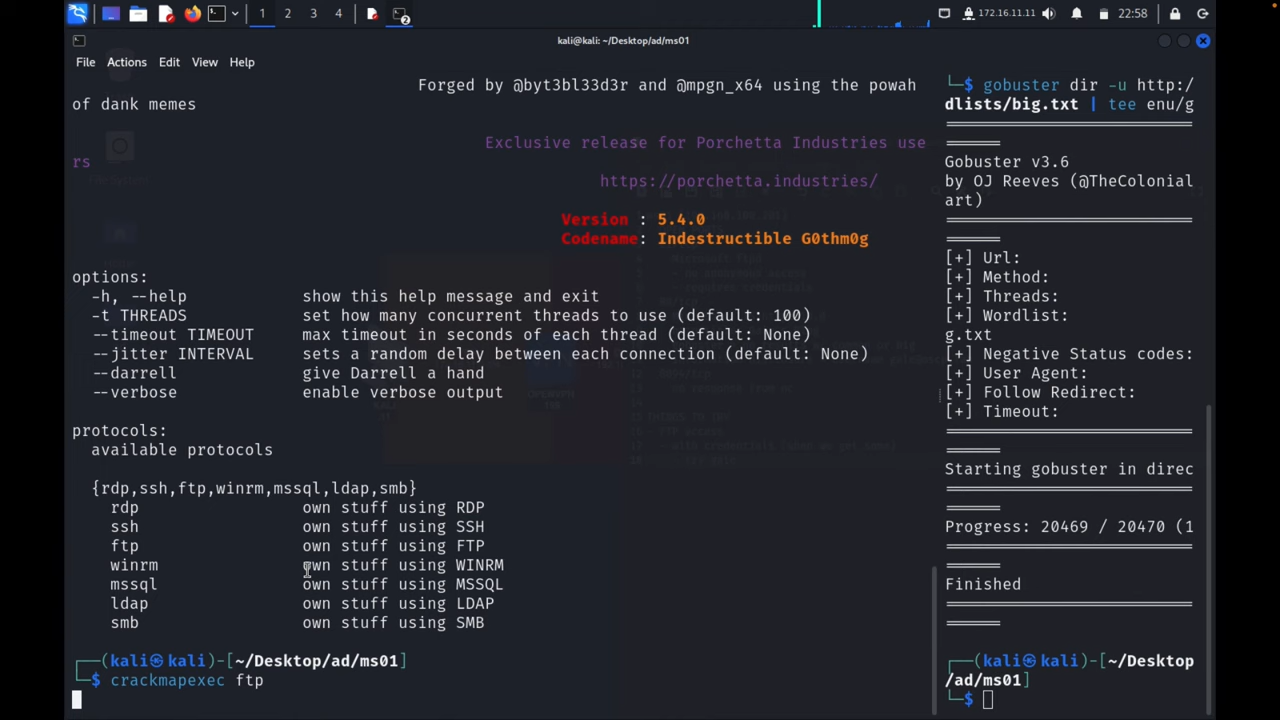 1 2 3 4 2 172.16.11.11 22:58
kali@kali: ~/Desktop/ad/ms01
File Actions Edit View Help
Forged by @byt3bl33d3r and @mpgn_x64 using the powah
of dank memes
Exclusive release for Porchetta Industries use
rs
https://porchetta.industries/
Version : 5.4.0
Codename: Indestructible G0thm0g
options:
-h, --help show this help message and exit
-t THREADS set how many concurrent threads to use (default: 100)
--timeout TIMEOUT max timeout in seconds of each thread (default: None)
--jitter INTERVAL sets a random delay between each connection (default: None)
--darrell give Darrell a hand
--verbose enable verbose output
protocols:
available protocols
{rdp,ssh,ftp,winrm,mssql,ldap,smb}
rdp own stuff using RDP
ssh own stuff using SSH
ftp own stuff using FTP
winrm own stuff using WINRM
mssql own stuff using MSSQL
ldap own stuff using LDAP
smb own stuff using SMB
┌──(kali㉿kali)-[~/Desktop/ad/ms01]
└─$ crackmapexec ftp
└─$ gobuster dir -u http:/
dlists/big.txt | tee enu/g
Gobuster v3.6
by OJ Reeves (@TheColonial
art)
[+] Url:
[+] Method:
[+] Threads:
[+] Wordlist:
g.txt
[+] Negative Status codes:
[+] User Agent:
[+] Follow Redirect:
[+] Timeout:
Starting gobuster in direc
Progress: 20469 / 20470 (1
Finished
┌──(kali㉿kali)-[~/Desktop
/ad/ms01]
└─$